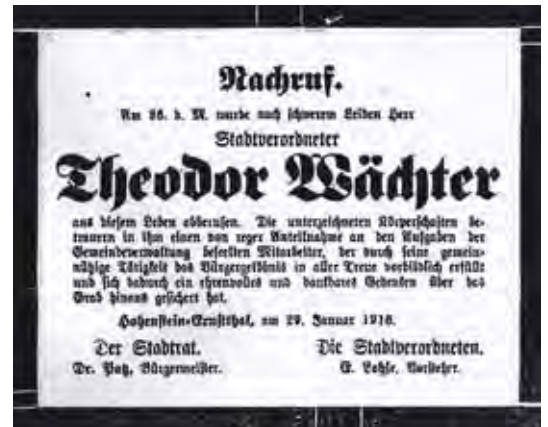 Nachruf.
Am 26. d. M. wurde nach schwerem Leiden Herr
Stadtverordneter
Theodor Wächter
aus diesem Leben abberufen. Die unterzeichneten Körperschaften be-
trauern in ihm einen von reger Anteilnahme an den Aufgaben der
Gemeindeverwaltung beseelten Mitarbeiter, der durch seine gemein-
nützige Tätigkeit das Bürgergelöbnis in aller Treue vorbildlich erfüllt
und sich dadurch ein ehrenvolles und dankbares Gedenken über das
Grab hinaus gesichert hat.
Hohenstein-Ernstthal, am 29. Januar 1918.
Der Stadtrat. Die Stadtverordneten.
Dr. Patz, Bürgermeister. E. Lohse, Vorsteher.